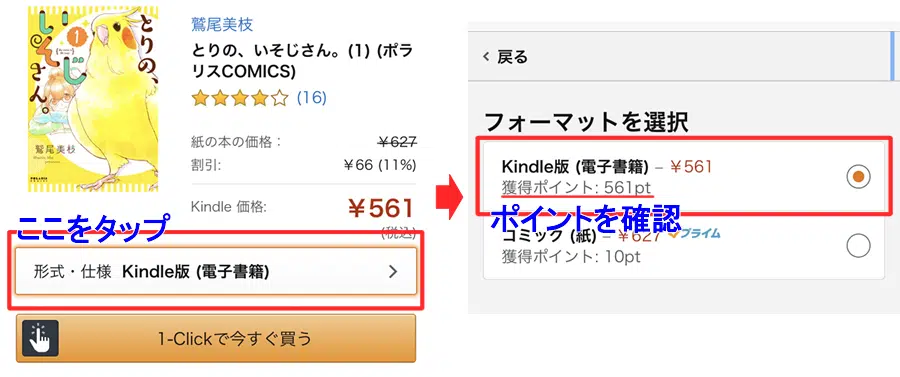 とりの、
いそじ
さん。
1
鷲尾美枝
鷲尾美枝
とりの、いそじさん。(1) (ポラ
リスCOMICS)
(16)
紙の本の価格：
￥627
割引:
￥66 (11%)
Kindle 価格:
￥561
(税込)
ここをタップ
形式・仕様 Kindle版 (電子書籍)
1-Clickで今すぐ買う
戻る
フォーマットを選択
Kindle版 (電子書籍) – ￥561
獲得ポイント: 561pt
ポイントを確認
コミック (紙) – ￥627 プライム
獲得ポイント: 10pt